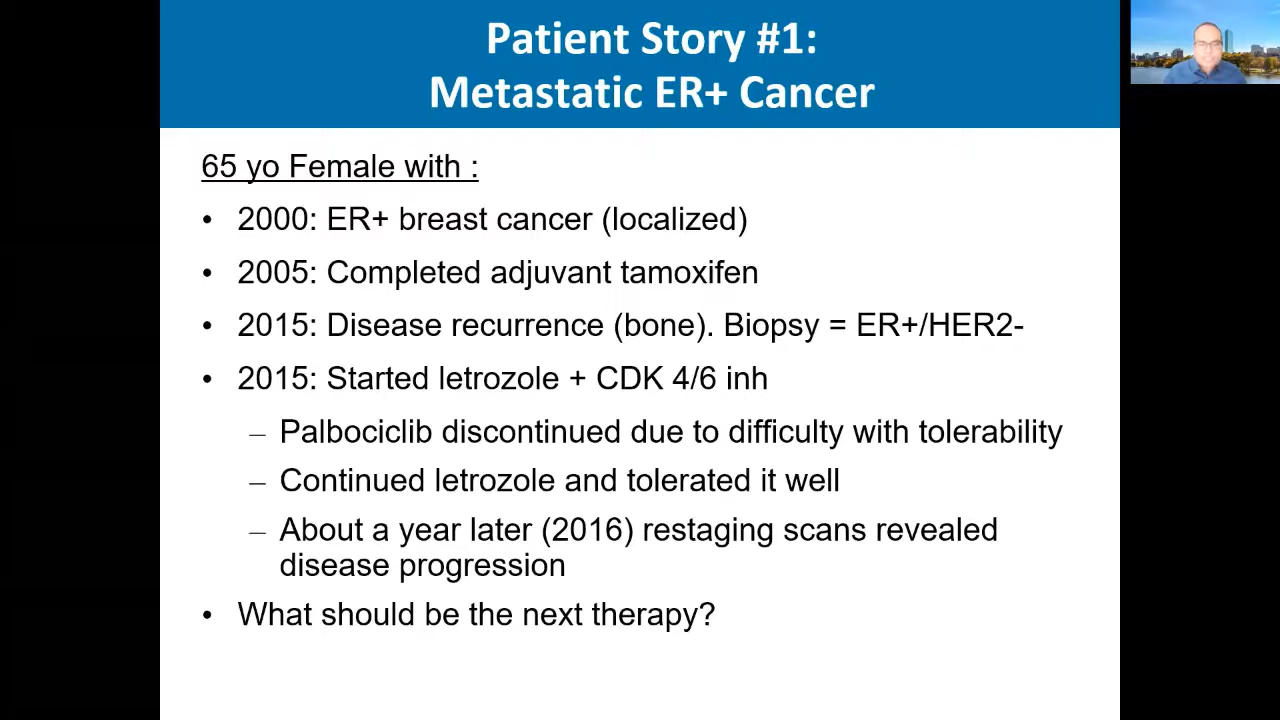 Patient Story #1:
Metastatic ER+ Cancer
65 yo Female with :
• 2000: ER+ breast cancer (localized)
• 2005: Completed adjuvant tamoxifen
• 2015: Disease recurrence (bone). Biopsy = ER+/HER2-
• 2015: Started letrozole + CDK 4/6 inh
– Palbociclib discontinued due to difficulty with tolerability
– Continued letrozole and tolerated it well
– About a year later (2016) restaging scans revealed
disease progression
• What should be the next therapy?